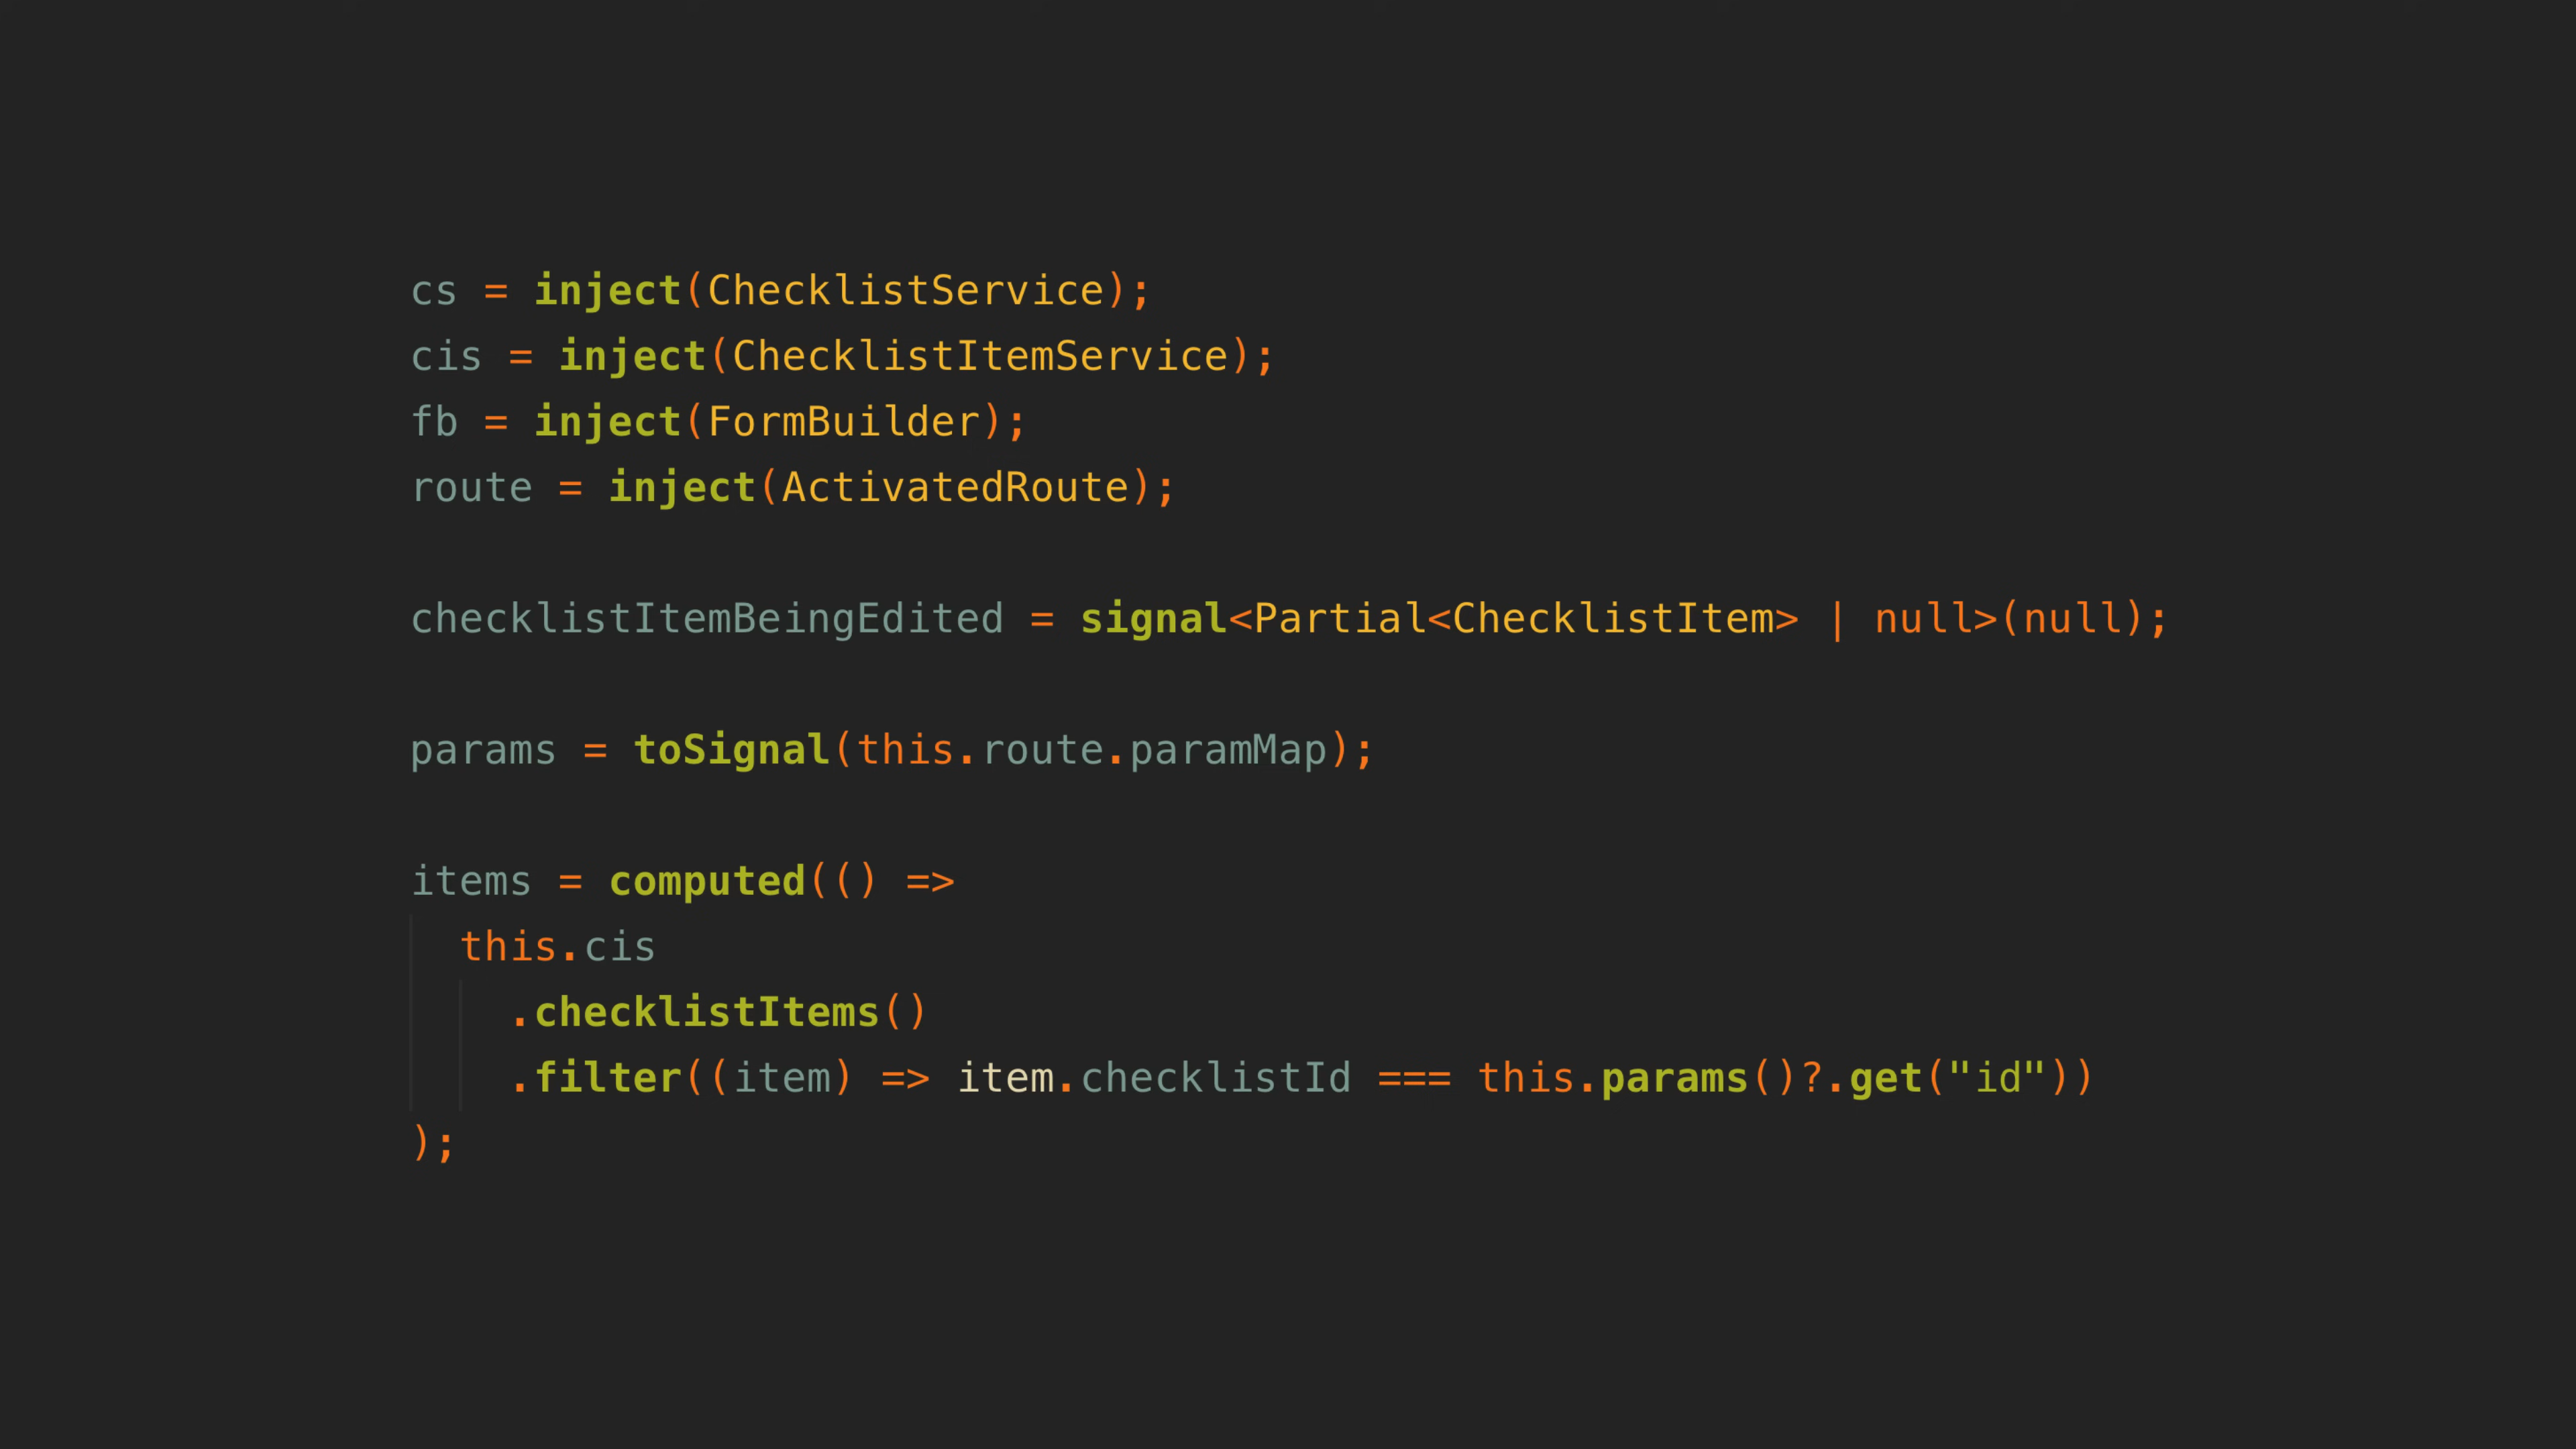 cs = inject(ChecklistService);
cis = inject(ChecklistItemService);
fb = inject(FormBuilder);
route = inject(ActivatedRoute);
checklistItemBeingEdited = signal<Partial<ChecklistItem> | null>(null);
params = toSignal(this.route.paramMap);
items = computed(() =>
this.cis
.checklistItems()
.filter((item) => item.checklistId === this.params()?.get("id"))
);